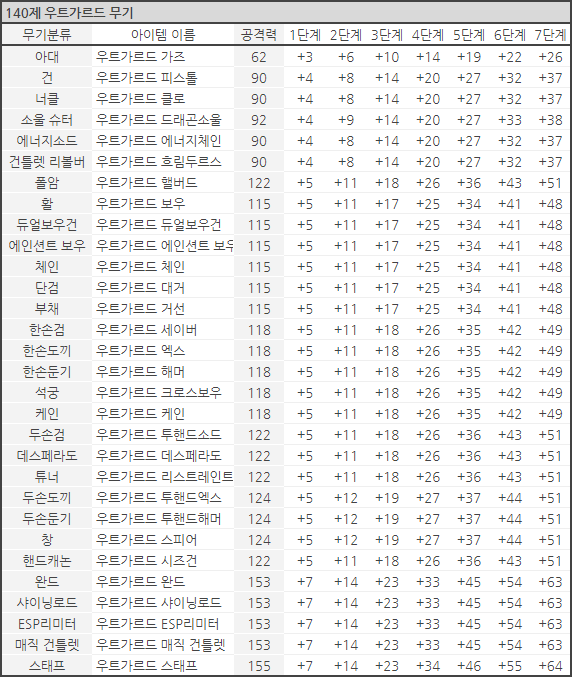 140제 우트가르드 무기
무기분류 아이템 이름 공격력 1단계 2단계 3단계 4단계 5단계 6단계 7단계
아대 우트가르드 가즈 62 +3 +6 +10 +14 +19 +22 +26
건 우트가르드 피스톨 90 +4 +8 +14 +20 +27 +32 +37
너클 우트가르드 클로 90 +4 +8 +14 +20 +27 +32 +37
소울 슈터 우트가르드 드래곤소울 92 +4 +9 +14 +20 +27 +33 +38
에너지소드 우트가르드 에너지체인 90 +4 +8 +14 +20 +27 +32 +37
건틀렛 리볼버 우트가르드 흐림두르스 90 +4 +8 +14 +20 +27 +32 +37
폴암 우트가르드 핼버드 122 +5 +11 +18 +26 +36 +43 +51
활 우트가르드 보우 115 +5 +11 +17 +25 +34 +41 +48
듀얼보우건 우트가르드 듀얼보우건 115 +5 +11 +17 +25 +34 +41 +48
에인션트 보우 우트가르드 에인션트 보우 115 +5 +11 +17 +25 +34 +41 +48
체인 우트가르드 체인 115 +5 +11 +17 +25 +34 +41 +48
단검 우트가르드 대거 115 +5 +11 +17 +25 +34 +41 +48
부채 우트가르드 거선 115 +5 +11 +17 +25 +34 +41 +48
한손검 우트가르드 세이버 118 +5 +11 +18 +26 +35 +42 +49
한손도끼 우트가르드 엑스 118 +5 +11 +18 +26 +35 +42 +49
한손둔기 우트가르드 해머 118 +5 +11 +18 +26 +35 +42 +49
석궁 우트가르드 크로스보우 118 +5 +11 +18 +26 +35 +42 +49
케인 우트가르드 케인 118 +5 +11 +18 +26 +35 +42 +49
두손검 우트가르드 투핸드소드 122 +5 +11 +18 +26 +36 +43 +51
데스페라도 우트가르드 데스페라도 122 +5 +11 +18 +26 +36 +43 +51
튜너 우트가르드 리스트레인트 122 +5 +11 +18 +26 +36 +43 +51
두손도끼 우트가르드 투핸드엑스 124 +5 +12 +19 +27 +37 +44 +51
두손둔기 우트가르드 투핸드해머 124 +5 +12 +19 +27 +37 +44 +51
창 우트가르드 스피어 124 +5 +12 +19 +27 +37 +44 +51
핸드캐논 우트가르드 시즈건 122 +5 +11 +18 +26 +36 +43 +51
완드 우트가르드 완드 153 +7 +14 +23 +33 +45 +54 +63
샤이닝로드 우트가르드 샤이닝로드 153 +7 +14 +23 +33 +45 +54 +63
ESP리미터 우트가르드 ESP리미터 153 +7 +14 +23 +33 +45 +54 +63
매직 건틀렛 우트가르드 매직 건틀렛 153 +7 +14 +23 +33 +45 +54 +63
스태프 우트가르드 스태프 155 +7 +14 +23 +34 +46 +55 +64